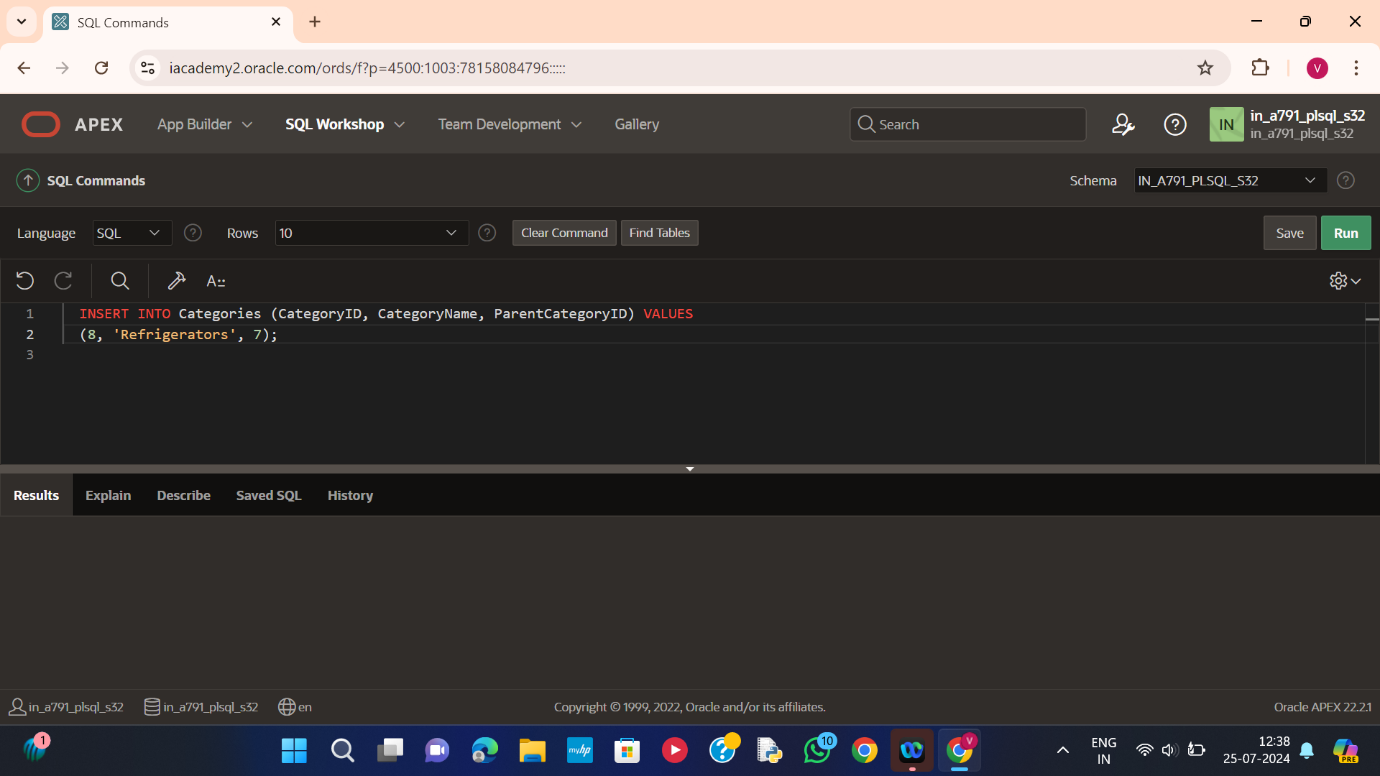 SQL Commands
iacademy2.oracle.com/ords/f?p=4500:1003:78158084796:::::
V
APEX App Builder SQL Workshop Team Development Gallery Search ? IN in_a791_plsql_s32
in_a791_plsql_s32
SQL Commands Schema IN_A791_PLSQL_S32 ?
Language SQL ? Rows 10 ? Clear Command Find Tables Save Run
A::
1 INSERT INTO Categories (CategoryID, CategoryName, ParentCategoryID) VALUES
2 (8, 'Refrigerators', 7);
3
Results Explain Describe Saved SQL History
in_a791_plsql_s32 in_a791_plsql_s32 en Copyright © 1999, 2022, Oracle and/or its affiliates. Oracle APEX 22.2.1
1 myhp ? 10 V ENG 12:38
IN 25-07-2024 PRE